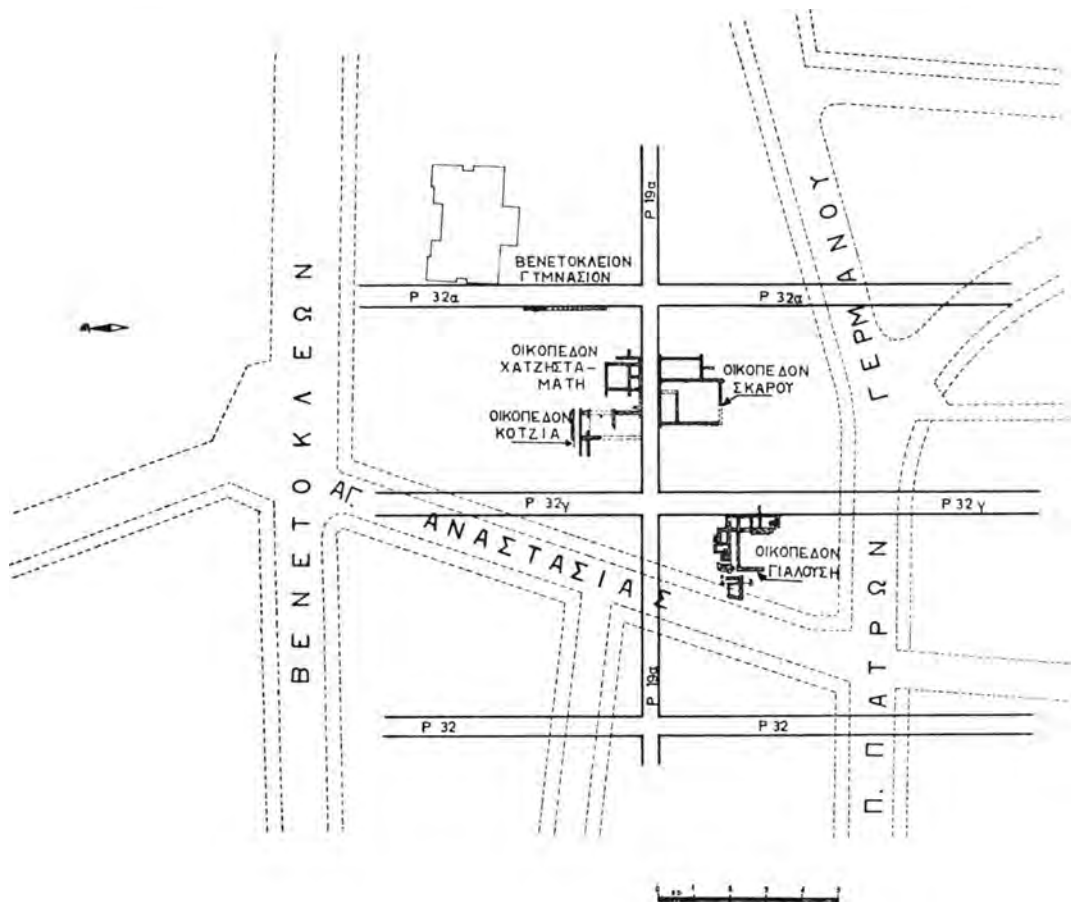 ΒΕΝΕΤΟΚΛΕΙΟΝ
ΓΥΜΝΑΣΙΟΝ
P 19α
P 32α
P 32α
ΟΙΚΟΠΕΔΟΝ
ΧΑΤΖΗΣΤΑ-
ΜΑΤΗ
ΟΙΚΟΠΕΔΟΝ
ΣΚΑΡΟΥ
ΟΙΚΟΠΕΔΟΝ
ΚΟΤΖΙΑ
ΒΕΝΕΤΟΚΛΕΩΝ
ΑΓ. ΑΝΑΣΤΑΣΙΑΣ
P 32γ
P 32γ
ΟΙΚΟΠΕΔΟΝ
ΓΙΑΛΟΥΣΗ
Π. ΠΑΤΡΩΝ ΓΕΡΜΑΝΟΥ
P 19α
P 32
P 32